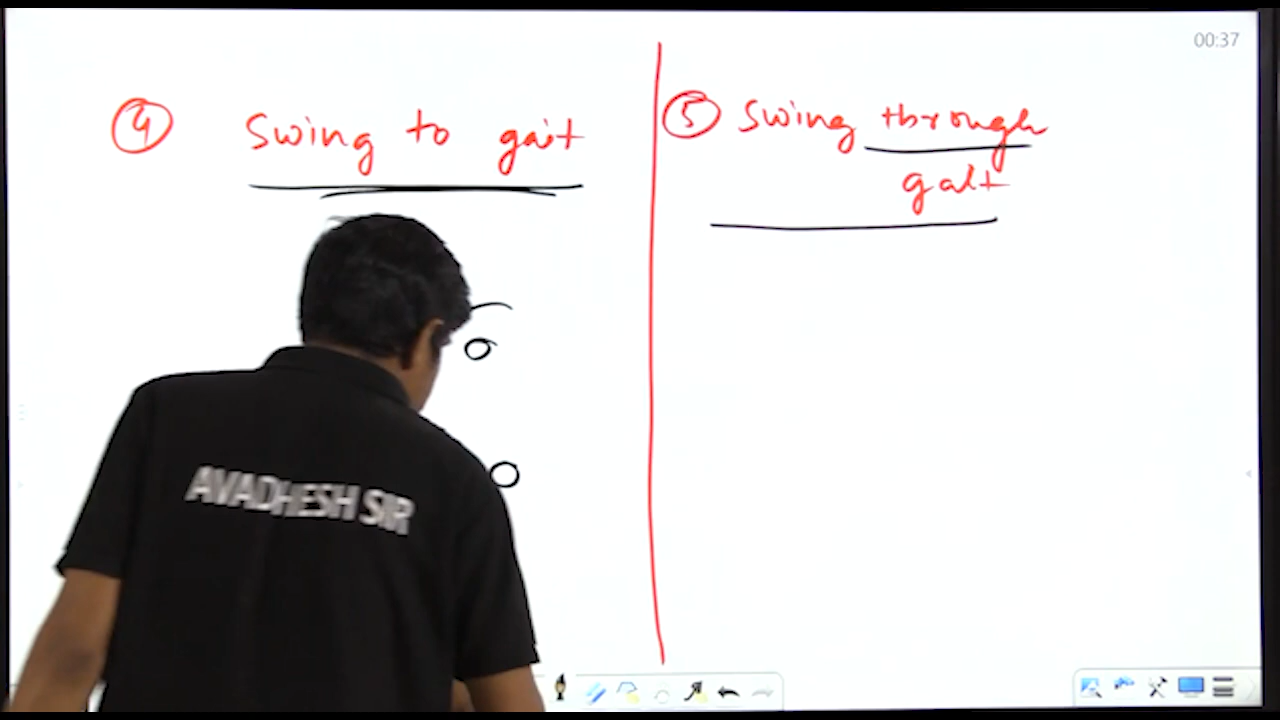 00:37
④ Swing to gait
⑤ Swing through
gait
AVADHESH SIR